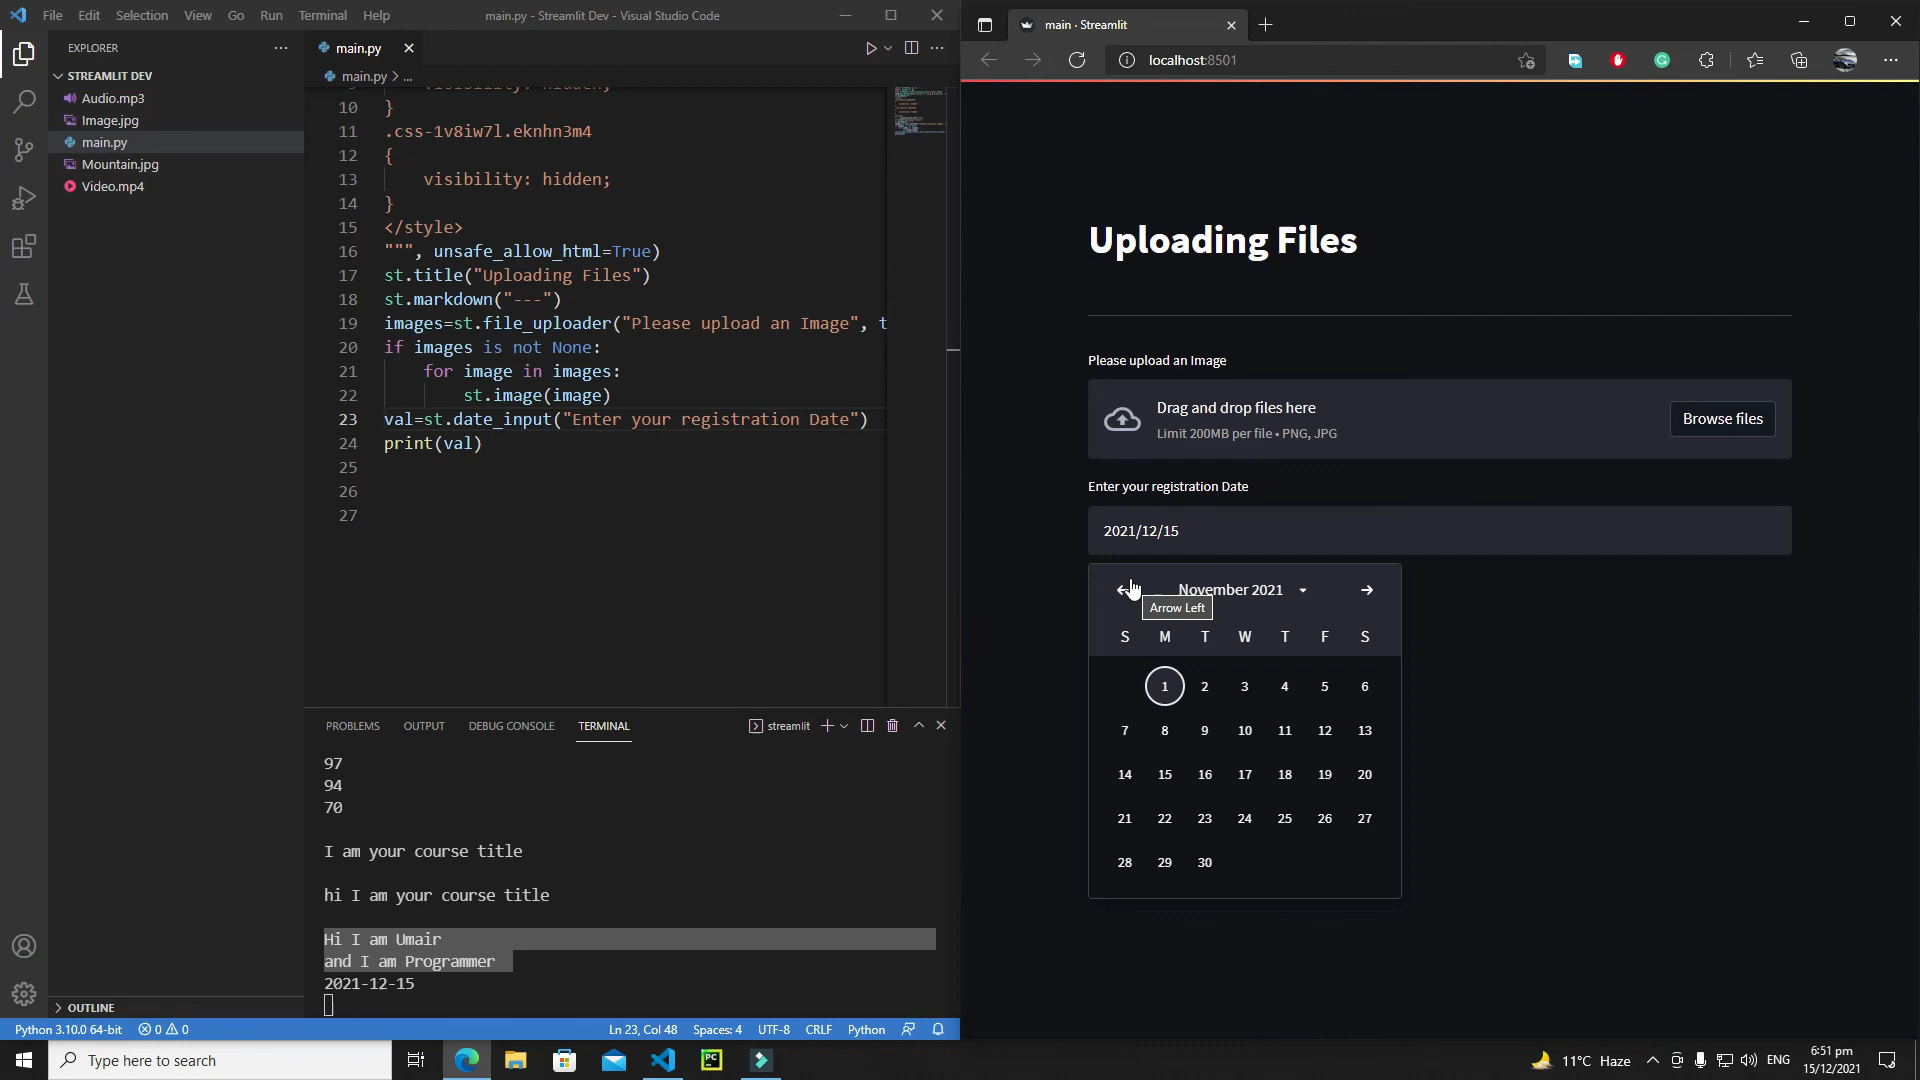 File Edit Selection View Go Run Terminal Help
main.py - Streamlit Dev - Visual Studio Code
EXPLORER
STREAMLIT DEV
Audio.mp3
Image.jpg
main.py
Mountain.jpg
Video.mp4
OUTLINE
main.py
main.py > ...
10 }
11 .css-1v8iw7l.eknhn3m4
12 {
13 visibility: hidden;
14 }
15 </style>
16 """, unsafe_allow_html=True)
17 st.title("Uploading Files")
18 st.markdown("---")
19 images=st.file_uploader("Please upload an Image", t
20 if images is not None:
21 for image in images:
22 st.image(image)
23 val=st.date_input("Enter your registration Date")
24 print(val)
25
26
27
PROBLEMS OUTPUT DEBUG CONSOLE TERMINAL
streamlit
97
94
70
I am your course title
hi I am your course title
Hi I am Umair
and I am Programmer
2021-12-15
Python 3.10.0 64-bit 0 0 Ln 23, Col 48 Spaces: 4 UTF-8 CRLF Python
main · Streamlit
localhost:8501
Uploading Files
Please upload an Image
Drag and drop files here
Limit 200MB per file • PNG, JPG
Browse files
Enter your registration Date
2021/12/15
November 2021
Arrow Left
S M T W T F S
1 2 3 4 5 6
7 8 9 10 11 12 13
14 15 16 17 18 19 20
21 22 23 24 25 26 27
28 29 30
Type here to search
PC
11°C Haze
ENG
6:51 pm
15/12/2021